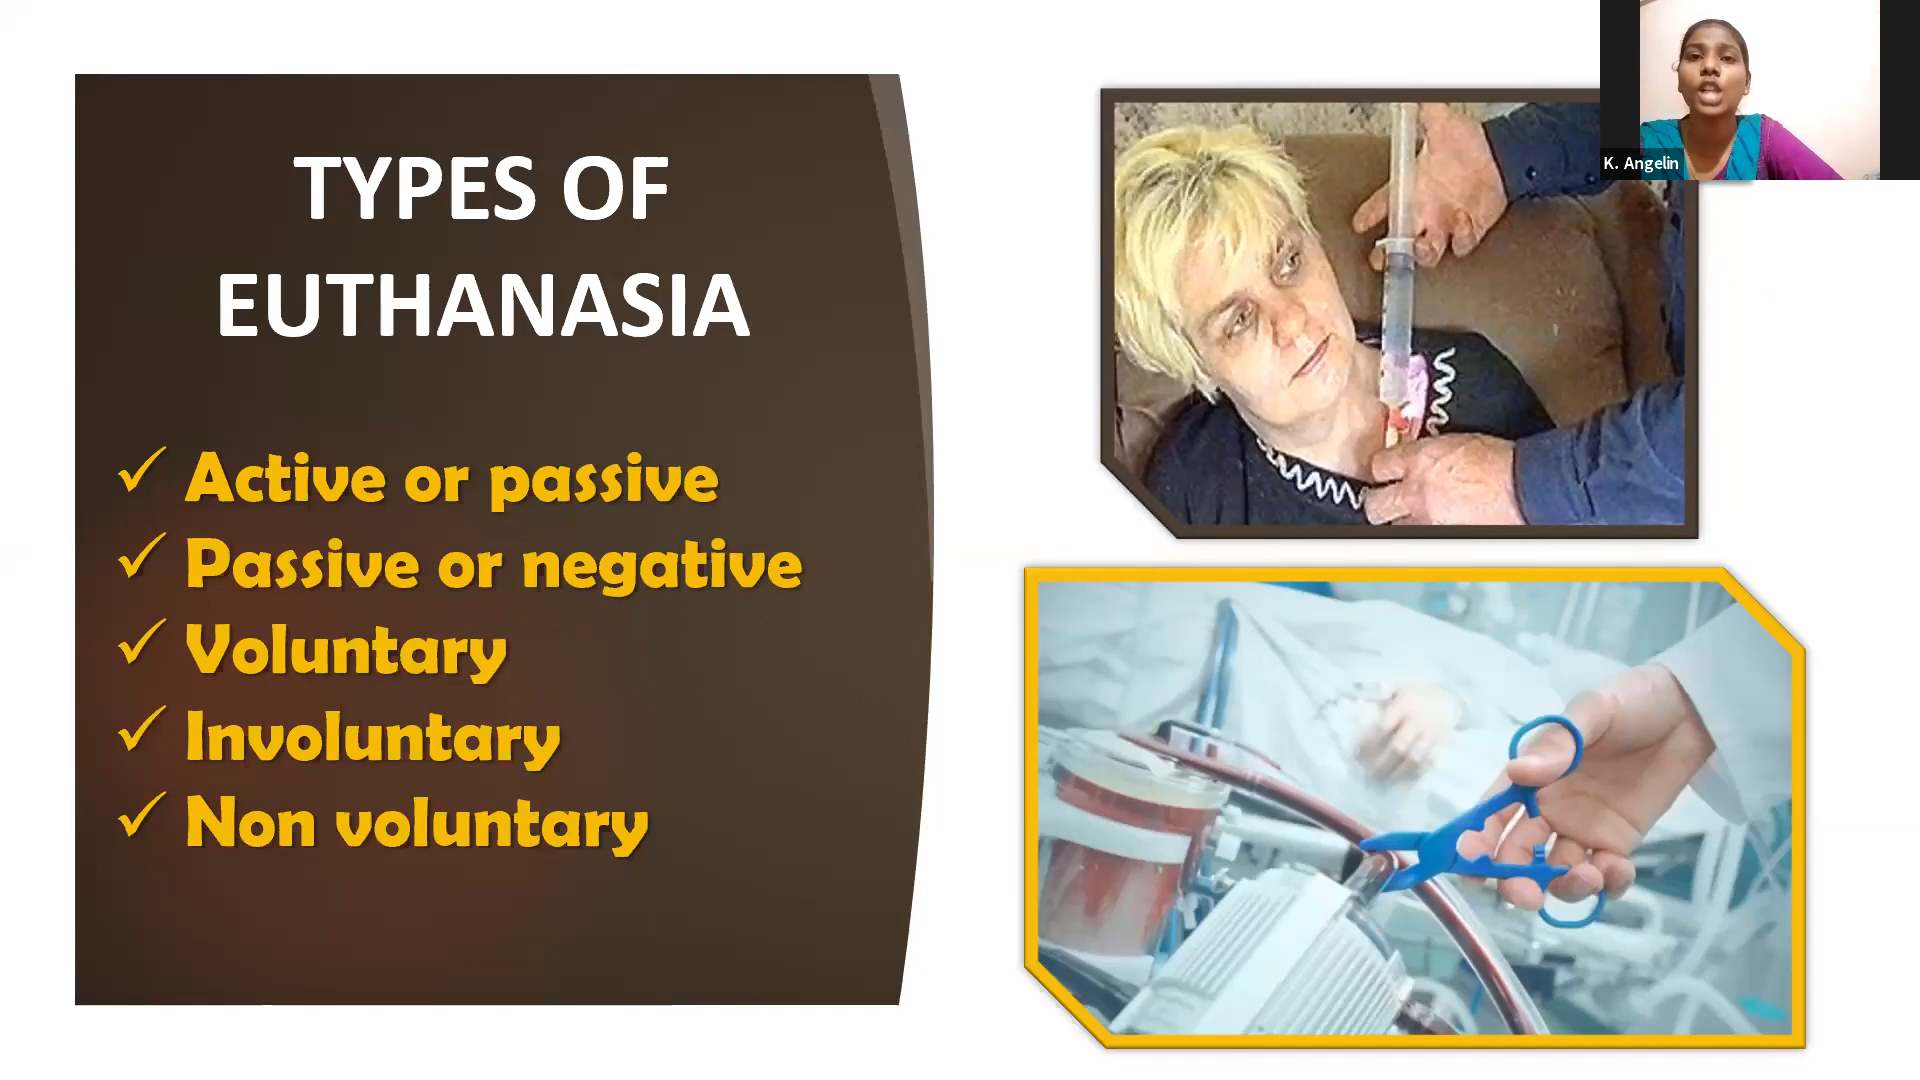 TYPES OF
EUTHANASIA
✓ Active or passive
✓ Passive or negative
✓ Voluntary
✓ Involuntary
✓ Non voluntary
K. Angelin